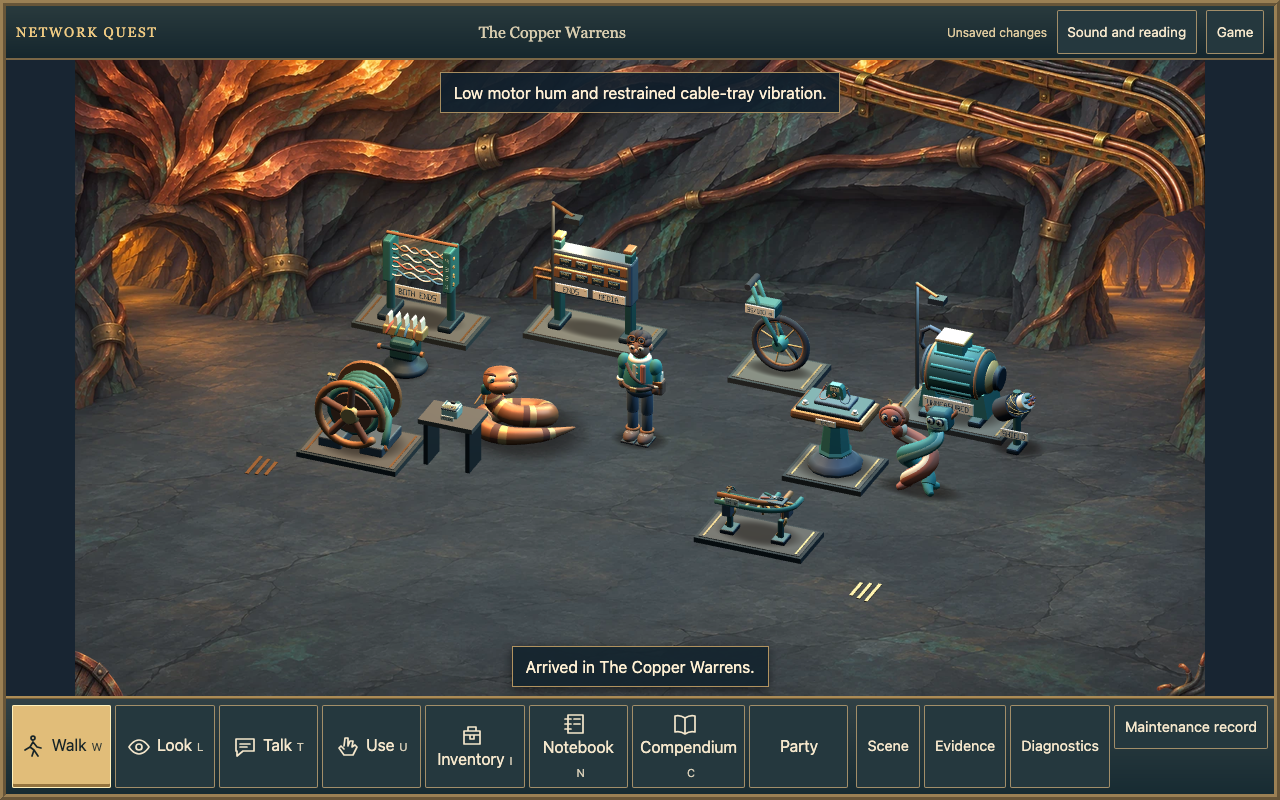 NETWORK QUEST
The Copper Warrens
Unsaved changes
Sound and reading
Game
Low motor hum and restrained cable-tray vibration.
BOTH ENDS
ENDS
MEDIA
Arrived in The Copper Warrens.
Walk W
Look L
Talk T
Use U
Inventory I
Notebook
N
Compendium
C
Party
Scene
Evidence
Diagnostics
Maintenance record